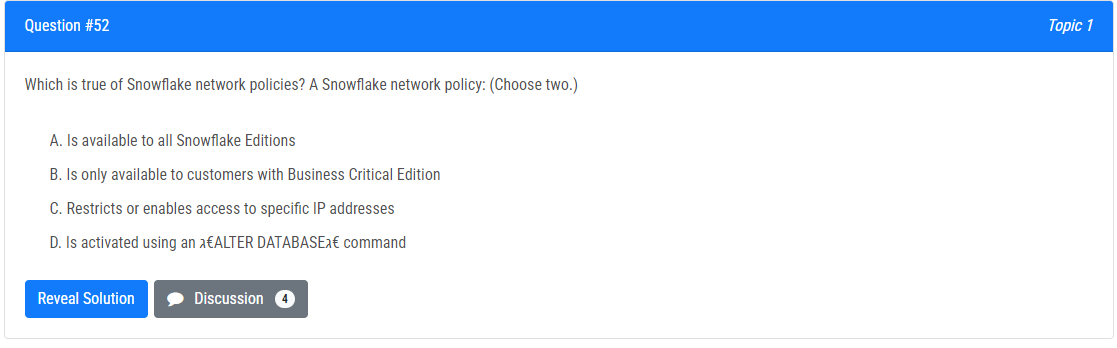 Question #52
Topic 1
Which is true of Snowflake network policies? A Snowflake network policy: (Choose two.)
A. Is available to all Snowflake Editions
B. Is only available to customers with Business Critical Edition
C. Restricts or enables access to specific IP addresses
D. Is activated using an גא€ALTER DATABASEגא€ command
Reveal Solution
Discussion 4